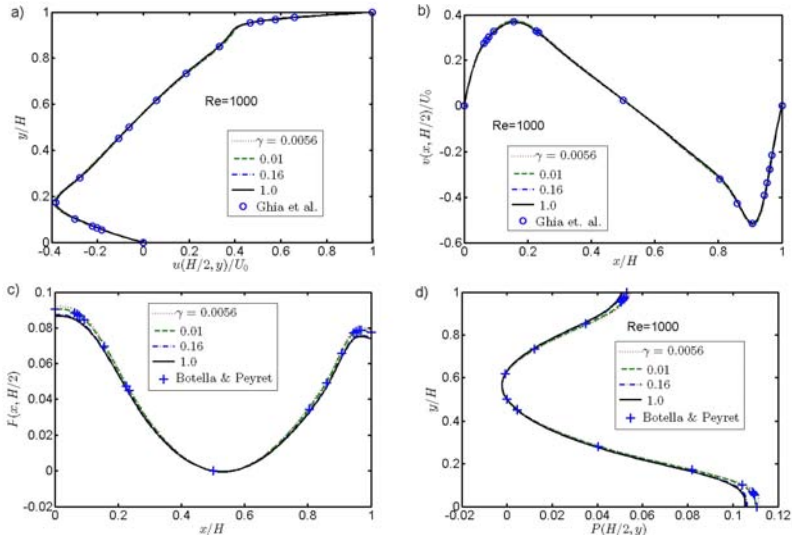 a)
1
0.8
0.6
0.4
0.2
0
y/H
Re=1000
γ = 0.0056
0.01
0.16
1.0
Ghia et al.
-0.4 -0.2 0 0.2 0.4 0.6 0.8 1
u(H/2, y)/U₀
b)
0.4
0.2
0
-0.2
-0.4
-0.6
v(x, H/2)/U₀
Re=1000
γ = 0.0056
0.01
0.16
1.0
Ghia et. al.
0 0.2 0.4 0.6 0.8 1
x/H
c)
0.1
0.08
0.06
0.04
0.02
0
-0.02
P(x, H/2)
γ = 0.0056
0.01
0.16
1.0
Botella & Peyret
0 0.2 0.4 0.6 0.8 1
x/H
d)
1
0.8
0.6
0.4
0.2
0
y/H
Re=1000
γ = 0.0056
0.01
0.16
1.0
Botella & Peyret
-0.02 0 0.02 0.04 0.06 0.08 0.1 0.12
P(H/2, y)